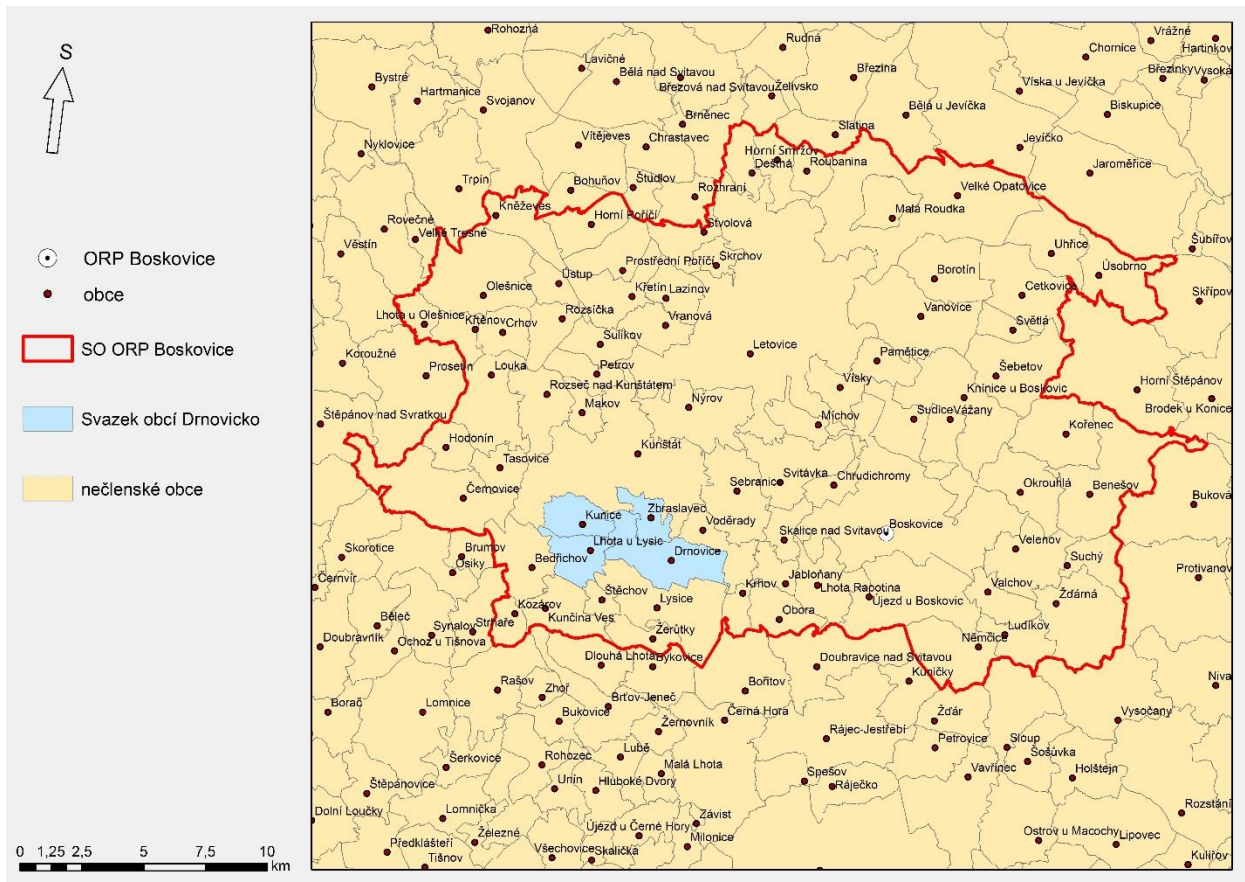 S
ORP Boskovice
obce
SO ORP Boskovice
Svazek obcí Drnovicko
nečlenské obce
0 1,25 2,5 5 7,5 10
km
Rohozná
Rudná
Vrážné
Chornice
Hartinkov
Lavičné
Bystré
Bělá nad Svitavou
Březová nad Svitavou
Želivsko
Březina
Víska u Jevíčka
Březinky
Vysoká
Hartmanice
Svojanov
Bělá u Jevíčka
Biskupice
Brněnec
Slatina
Nyklovice
Vítějeves
Chrastavec
Horní Smržov
Deštná
Roubanina
Jevíčko
Jaroměřice
Trpín
Bohuňov
Študlov
Rozhraní
Velké Opatovice
Kněževes
Horní Poříčí
Stvolová
Malá Roudka
Rovečné
Velké Tresné
Věstín
Uhřice
Šubířov
Prostřední Poříčí
Skrchov
Úsobrno
Ústup
Borotín
Olešnice
Křetín
Lazinov
Cetkovice
Skřípov
Lhota u Olešnice
Křtěnov
Crhov
Rozsíčka
Vranová
Vanovice
Světlá
Sulíkov
Letovice
Koroužné
Pamětice
Prosetín
Louka
Petrov
Šebetov
Rozseč nad Kunštátem
Vísky
Knínice u Boskovic
Horní Štěpánov
Makov
Nýrov
Brodek u Konice
Štěpánov nad Svratkou
Míchov
Sudice
Vážany
Kořenec
Hodonín
Kunštát
Tasovice
Svitávka
Chrudichromy
Černovice
Sebranice
Okrouhlá
Benešov
Buková
Kunice
Zbraslavec
Voděrady
Skalice nad Svitavou
Boskovice
Lhota u Lysic
Drnovice
Velenov
Skorotice
Brumov
Bedřichov
Suchý
Osiky
Protivanov
Černvír
Krhov
Jabloňany
Lhota Rapotina
Valchov
Žďárná
Štěchov
Lysice
Újezd u Boskovic
Kozárov
Kunčina Ves
Obora
Běleč
Synalov
Strhaře
Doubravník
Ochoz u Tišnova
Žerůtky
Němčice
Ludíkov
Dlouhá Lhota
Býkovice
Doubravice nad Svitavou
Kuničky
Rašov
Zhoř
Bořitov
Niva
Borač
Lomnice
Brťov-Jeneč
Bukovice
Černá Hora
Žďár
Vysočany
Žernovník
Rájec-Jestřebí
Petrovice
Sloup
Šošůvka
Šerkovice
Rohozec
Lubě
Malá Lhota
Vavřinec
Holštejn
Štěpánovice
Unín
Hluboké Dvory
Spešov
Ráječko
Dolní Loučky
Lomnička
Závist
Rozstání
Železné
Újezd u Černé Hory
Milonice
Ostrov u Macochy
Lipovec
Předklášteří
Tišnov
Všechovice
Skalička
Kulířov